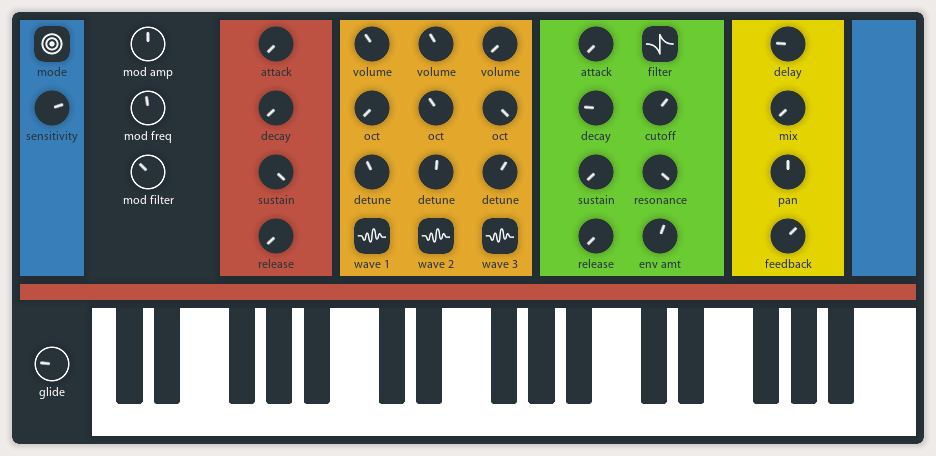 mode
mod amp
attack
volume
volume
volume
attack
filter
delay
sensitivity
mod freq
decay
oct
oct
oct
decay
cutoff
mix
mod filter
sustain
detune
detune
detune
sustain
resonance
pan
release
wave 1
wave 2
wave 3
release
env amt
feedback
glide